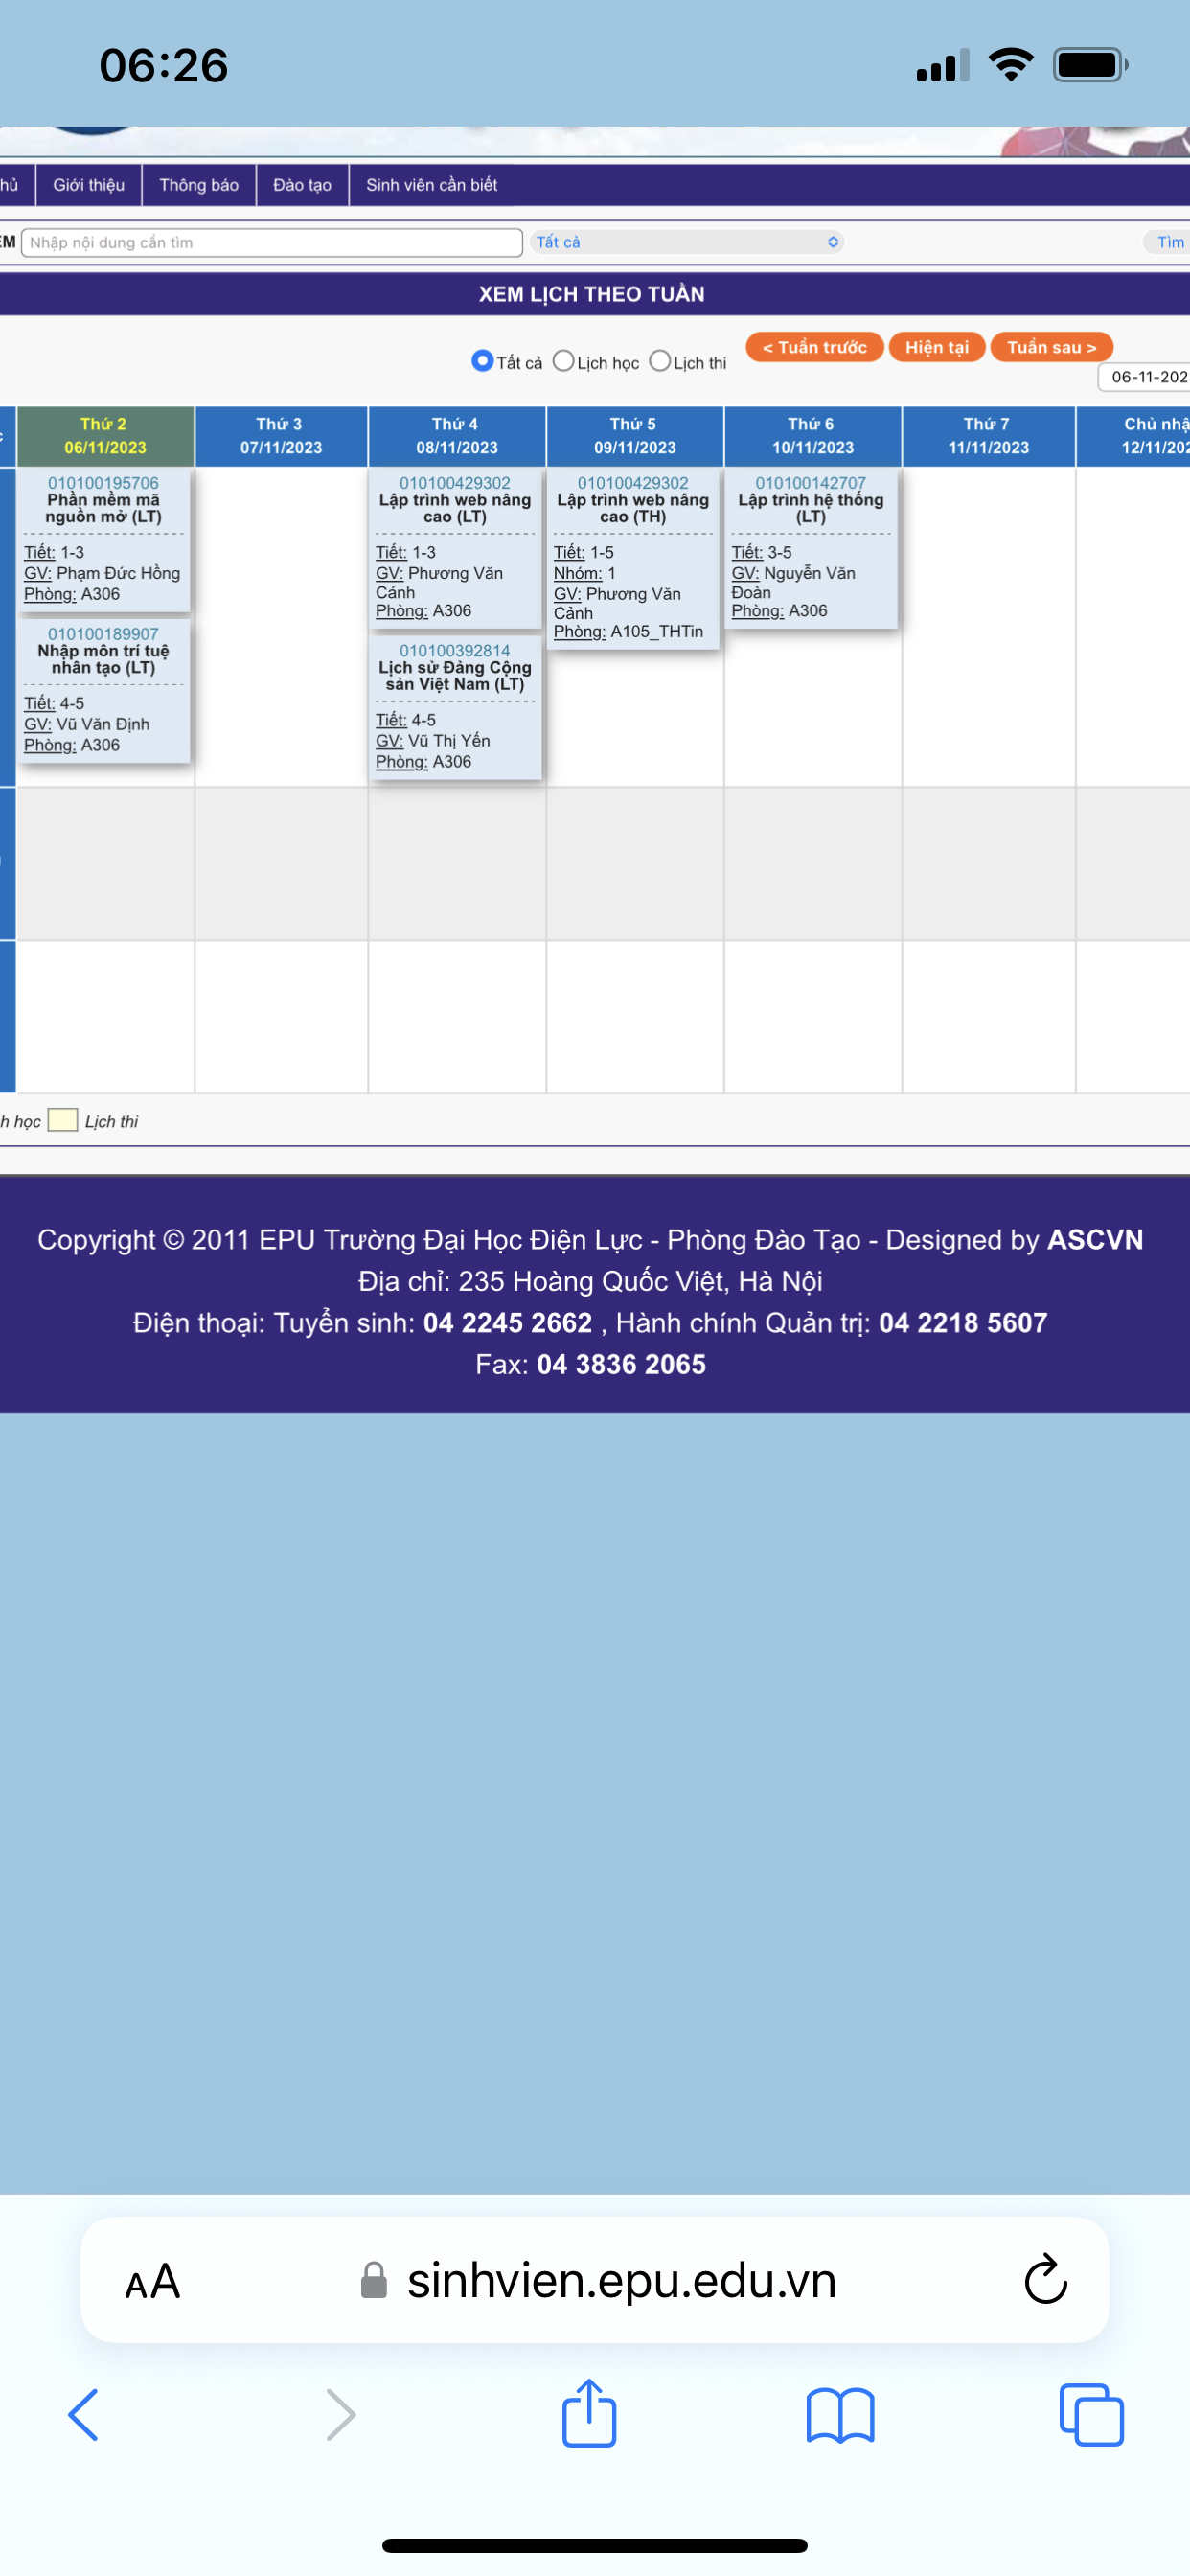 06:26
hủ
Giới thiệu
Thông báo
Đào tạo
Sinh viên cần biết
Nhập nội dung cần tìm
Tất cả
Tìm
XEM LỊCH THEO TUẦN
Tất cả
Lịch học
Lịch thi
< Tuần trước
Hiện tại
Tuần sau >
06-11-202
Thứ 2
06/11/2023
Thứ 3
07/11/2023
Thứ 4
08/11/2023
Thứ 5
09/11/2023
Thứ 6
10/11/2023
Thứ 7
11/11/2023
Chủ nhậ
12/11/202
010100195706
Phần mềm mã
nguồn mở (LT)
Tiết: 1-3
GV: Phạm Đức Hồng
Phòng: A306
010100189907
Nhập môn trí tuệ
nhân tạo (LT)
Tiết: 4-5
GV: Vũ Văn Định
Phòng: A306
010100429302
Lập trình web nâng
cao (LT)
Tiết: 1-3
GV: Phương Văn
Cảnh
Phòng: A306
010100392814
Lịch sử Đảng Cộng
sản Việt Nam (LT)
Tiết: 4-5
GV: Vũ Thị Yến
Phòng: A306
010100429302
Lập trình web nâng
cao (TH)
Tiết: 1-5
Nhóm: 1
GV: Phương Văn
Cảnh
Phòng: A105_THTin
010100142707
Lập trình hệ thống
(LT)
Tiết: 3-5
GV: Nguyễn Văn
Đoàn
Phòng: A306
h học
Lịch thi
Copyright © 2011 EPU Trường Đại Học Điện Lực - Phòng Đào Tạo - Designed by ASCVN
Địa chỉ: 235 Hoàng Quốc Việt, Hà Nội
Điện thoại: Tuyển sinh: 04 2245 2662 , Hành chính Quản trị: 04 2218 5607
Fax: 04 3836 2065
AA
sinhvien.epu.edu.vn